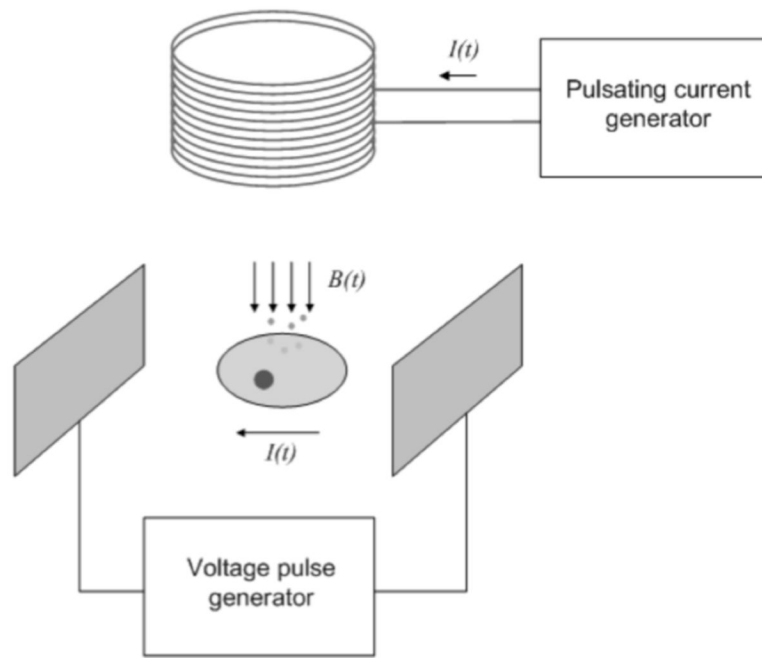 I(t)
Pulsating current
generator
B(t)
I(t)
Voltage pulse
generator